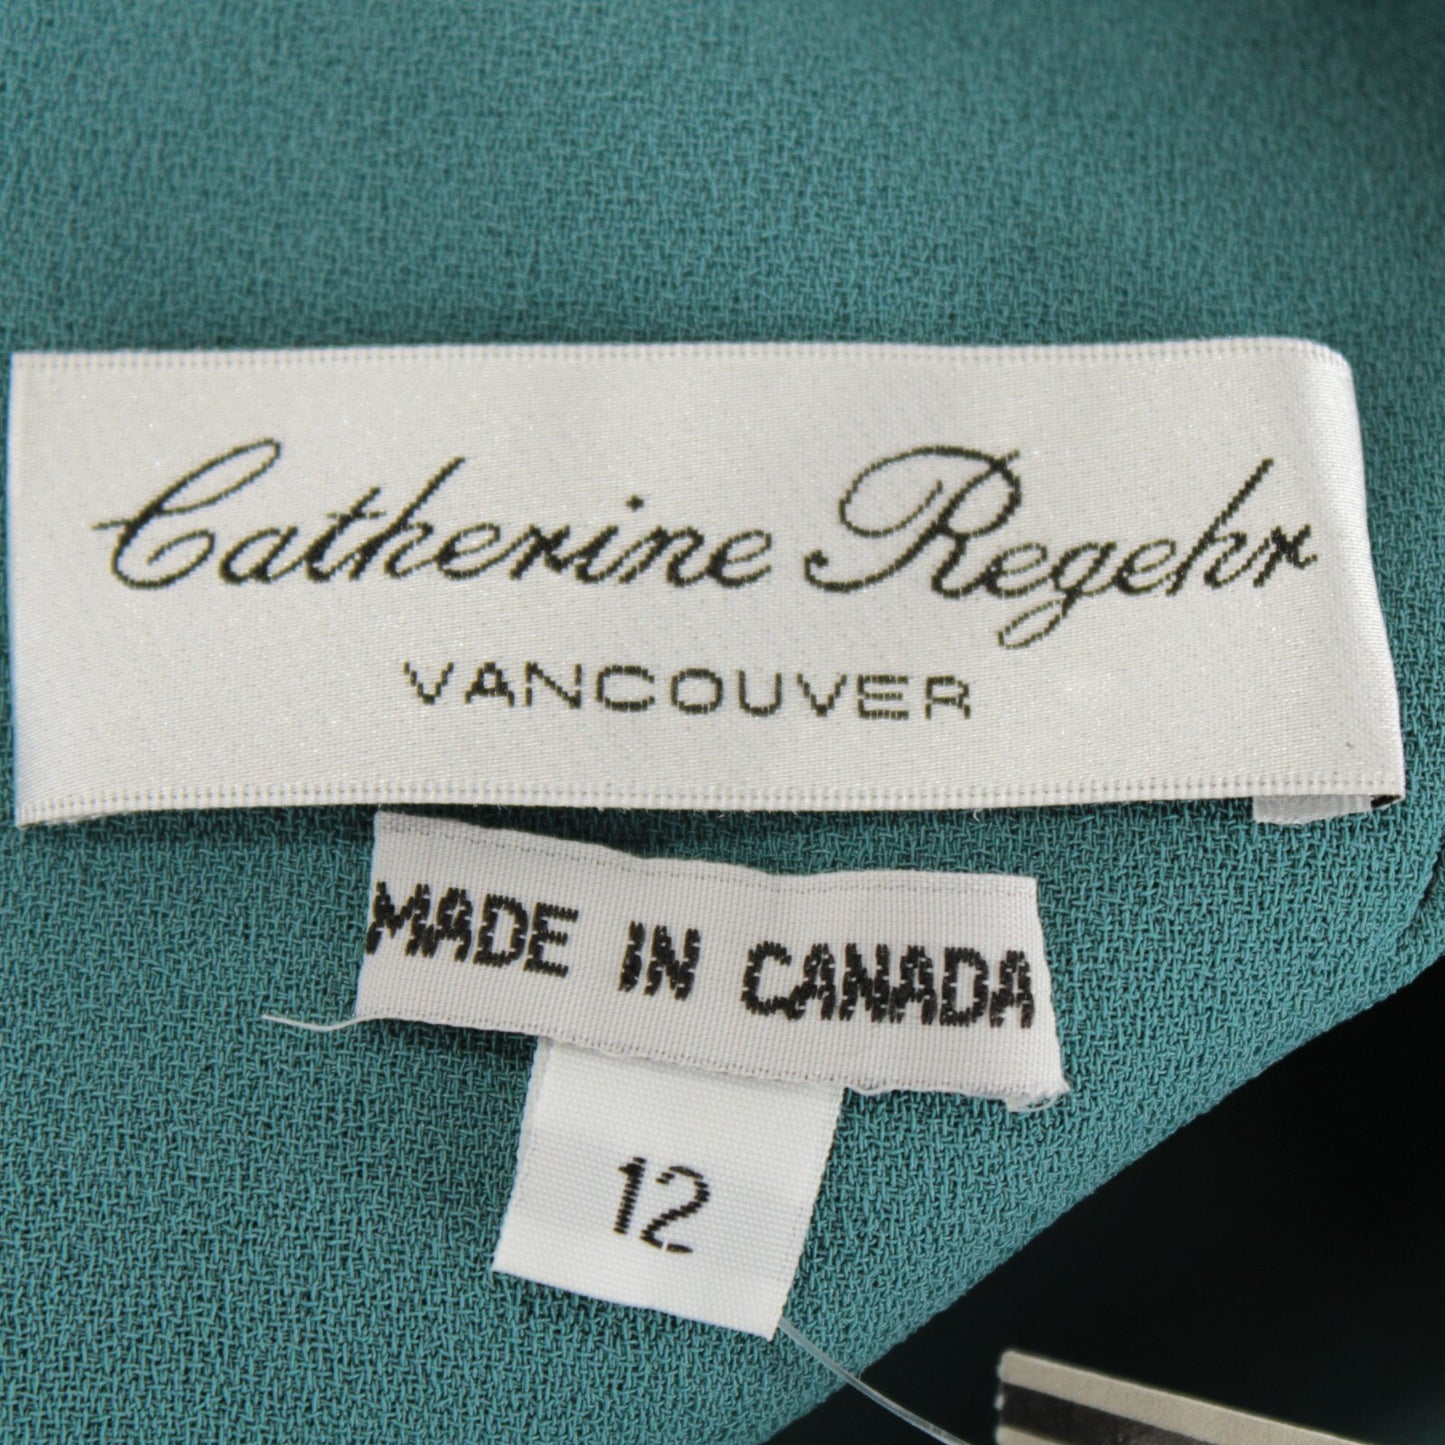 Catherine Regehr
VANCOUVER
MADE IN CANADA
12